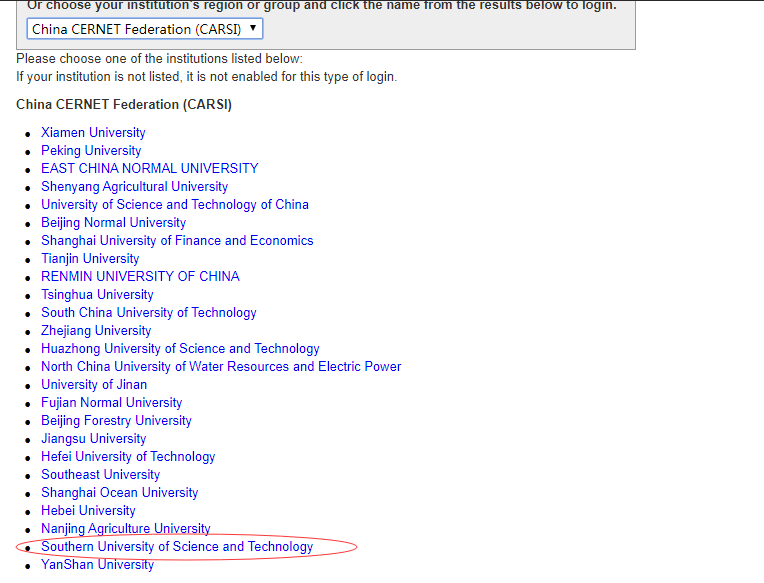 Or choose your institution's region or group and click the name from the results below to login.
China CERNET Federation (CARSI)
Please choose one of the institutions listed below:
If your institution is not listed, it is not enabled for this type of login.
China CERNET Federation (CARSI)
Xiamen University
Peking University
EAST CHINA NORMAL UNIVERSITY
Shenyang Agricultural University
University of Science and Technology of China
Beijing Normal University
Shanghai University of Finance and Economics
Tianjin University
RENMIN UNIVERSITY OF CHINA
Tsinghua University
South China University of Technology
Zhejiang University
Huazhong University of Science and Technology
North China University of Water Resources and Electric Power
University of Jinan
Fujian Normal University
Beijing Forestry University
Jiangsu University
Hefei University of Technology
Southeast University
Shanghai Ocean University
Hebei University
Nanjing Agriculture University
Southern University of Science and Technology
YanShan University